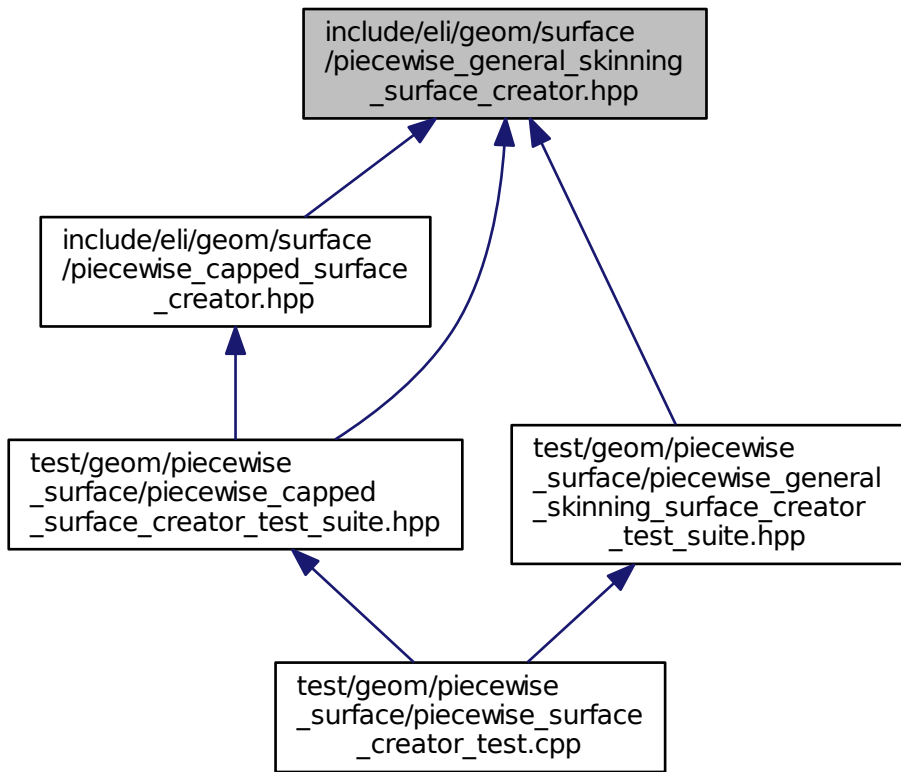 include/eli/geom/surface
/piecewise_general_skinning
_surface_creator.hpp
include/eli/geom/surface
/piecewise_capped_surface
_creator.hpp
test/geom/piecewise
_surface/piecewise_capped
_surface_creator_test_suite.hpp
test/geom/piecewise
_surface/piecewise_general
_skinning_surface_creator
_test_suite.hpp
test/geom/piecewise
_surface/piecewise_surface
_creator_test.cpp